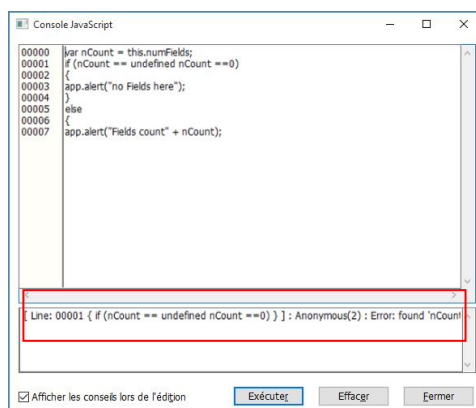 Console JavaScript
00000 var nCount = this.numFields;
00001 if (nCount == undefined nCount ==0)
00002 {
00003 app.alert("no Fields here");
00004 }
00005 else
00006 {
00007 app.alert("Fields count" + nCount);
[ Line: 00001 { if (nCount == undefined nCount ==0) } ] : Anonymous(2) : Error: found 'nCount
Afficher les conseils lors de l'édition Exécuter Effacer Fermer